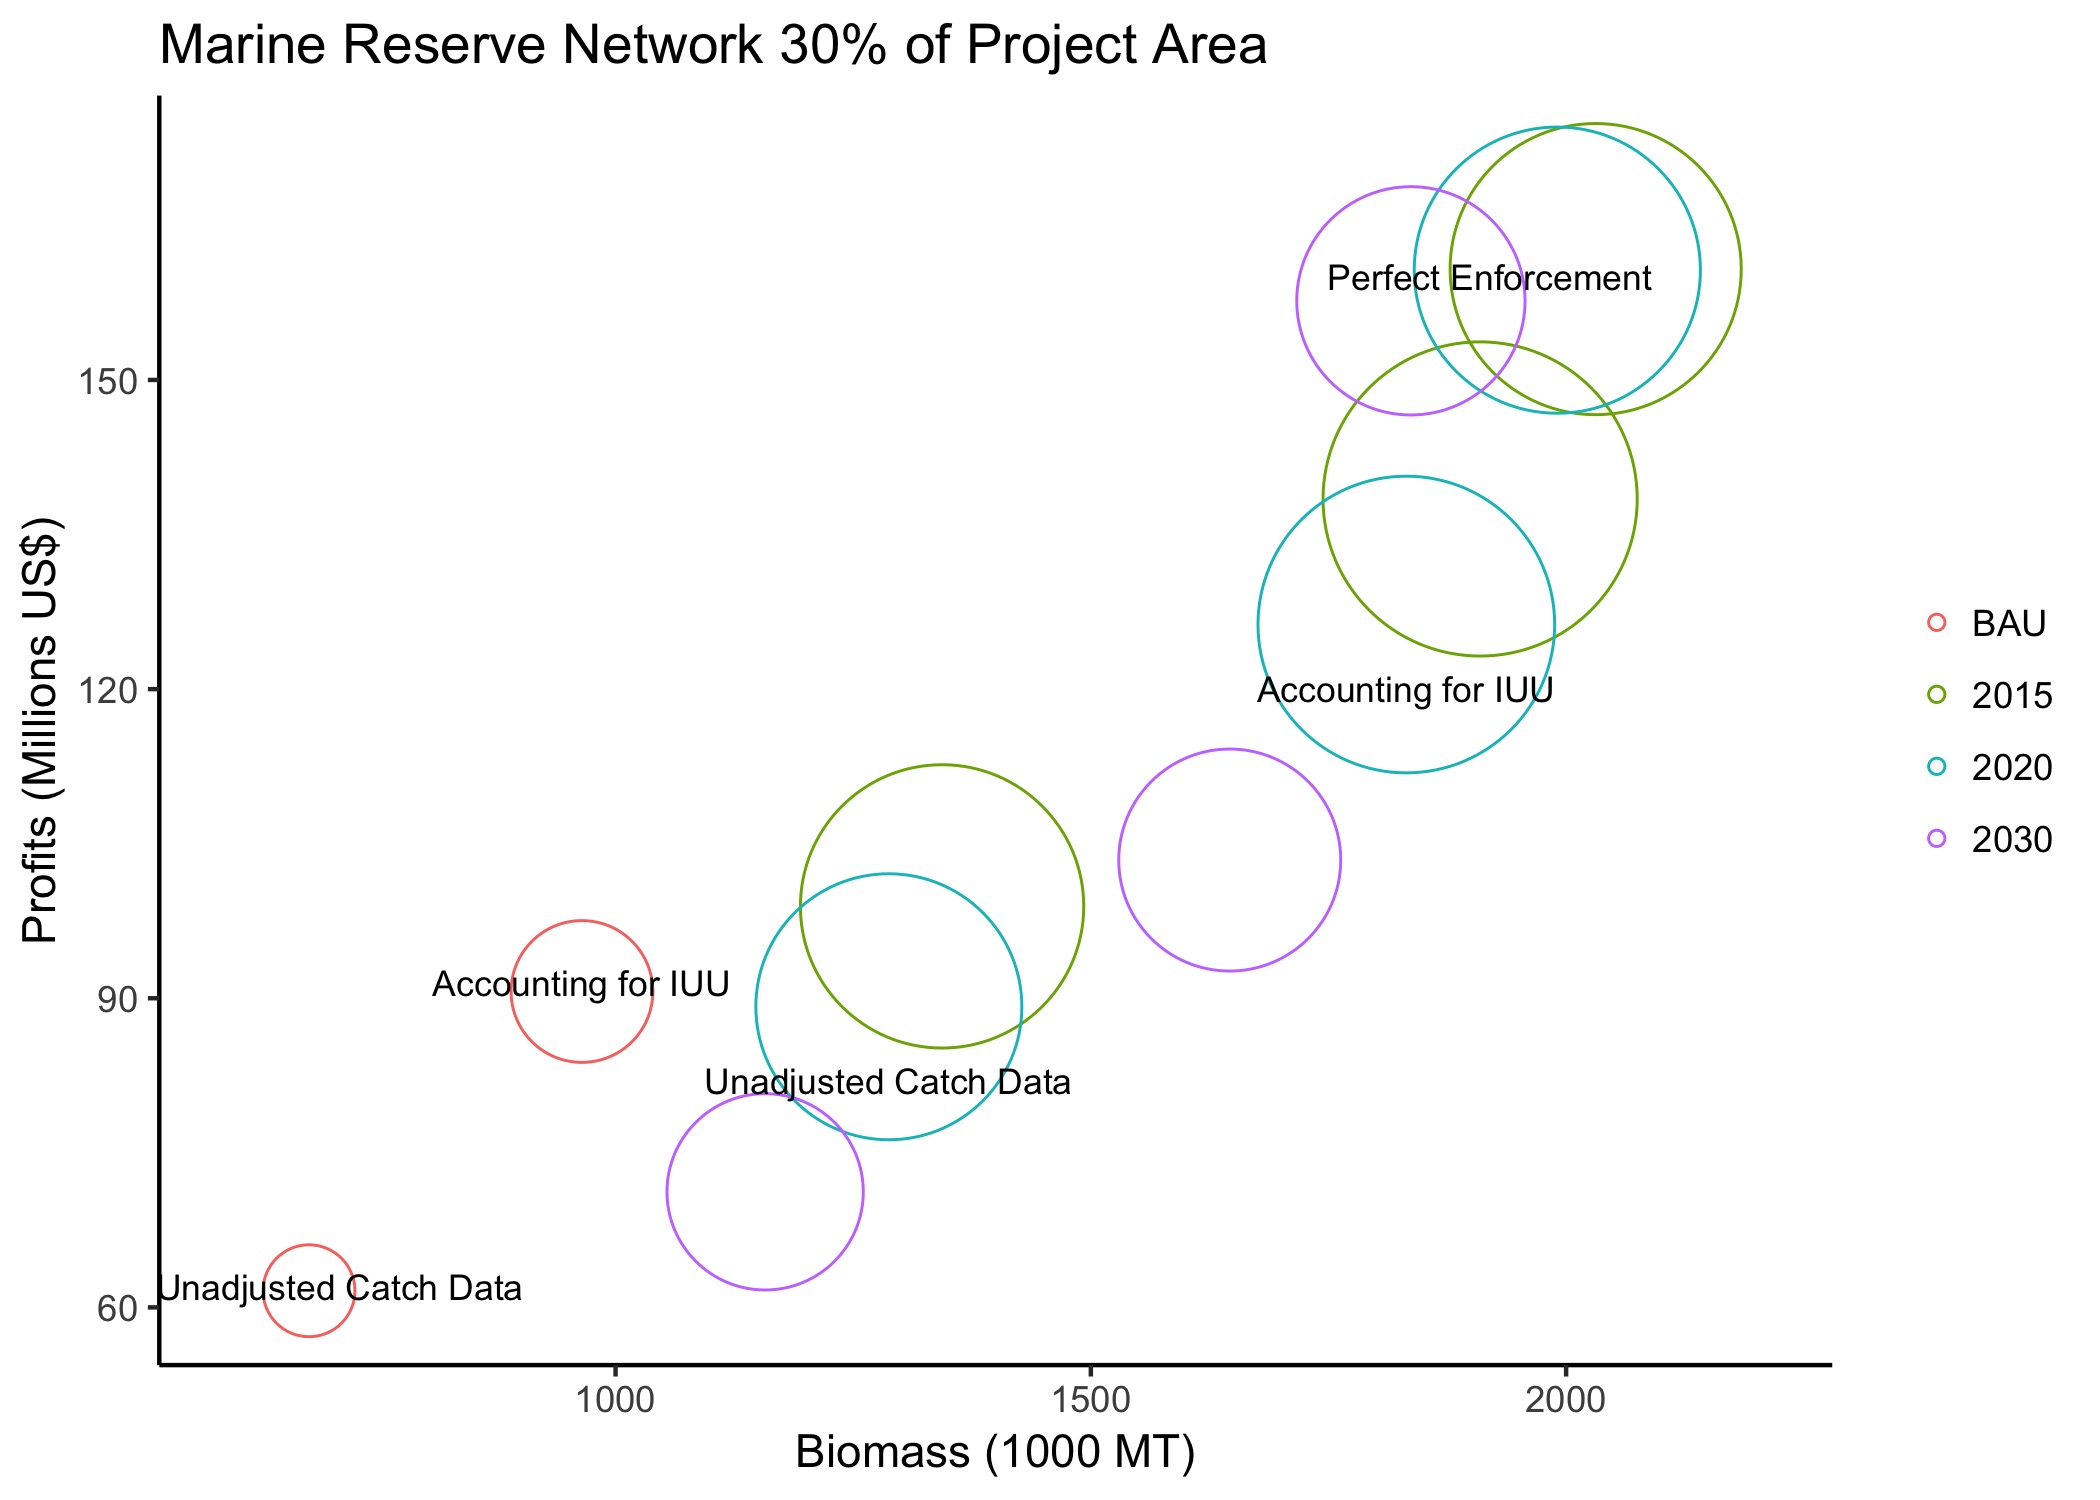 Marine Reserve Network 30% of Project Area
Profits (Millions US$)
150
120
90
60
Perfect Enforcement
Accounting for IUU
Accounting for IUU
Unadjusted Catch Data
Unadjusted Catch Data
BAU
2015
2020
2030
1000 1500 2000
Biomass (1000 MT)